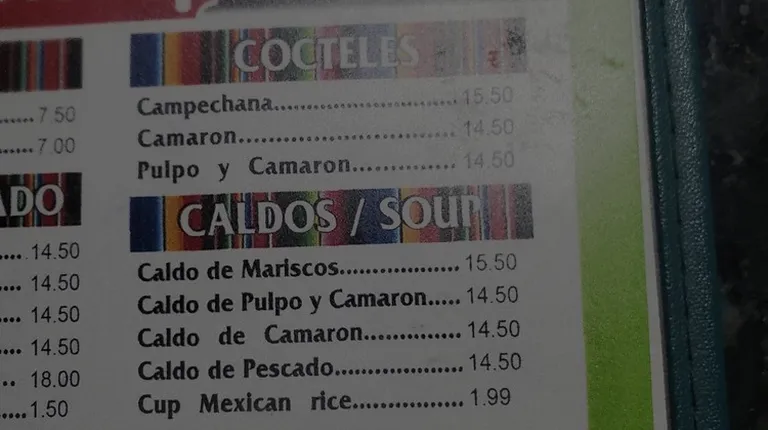 COCTELES
Campechana..............................15.50
Camaron...................................14.50
Pulpo y Camaron................14.50
CALDOS / SOUP
Caldo de Mariscos.................. 15.50
Caldo de Pulpo y Camaron..... 14.50
Caldo de Camaron............... 14.50
Caldo de Pescado................... 14.50
Cup Mexican rice................ 1.99
......7.50
......7.00
ADO
.....14.50
.... 14.50
.... 14.50
.... 14.50
.. 18.00
.....1.50